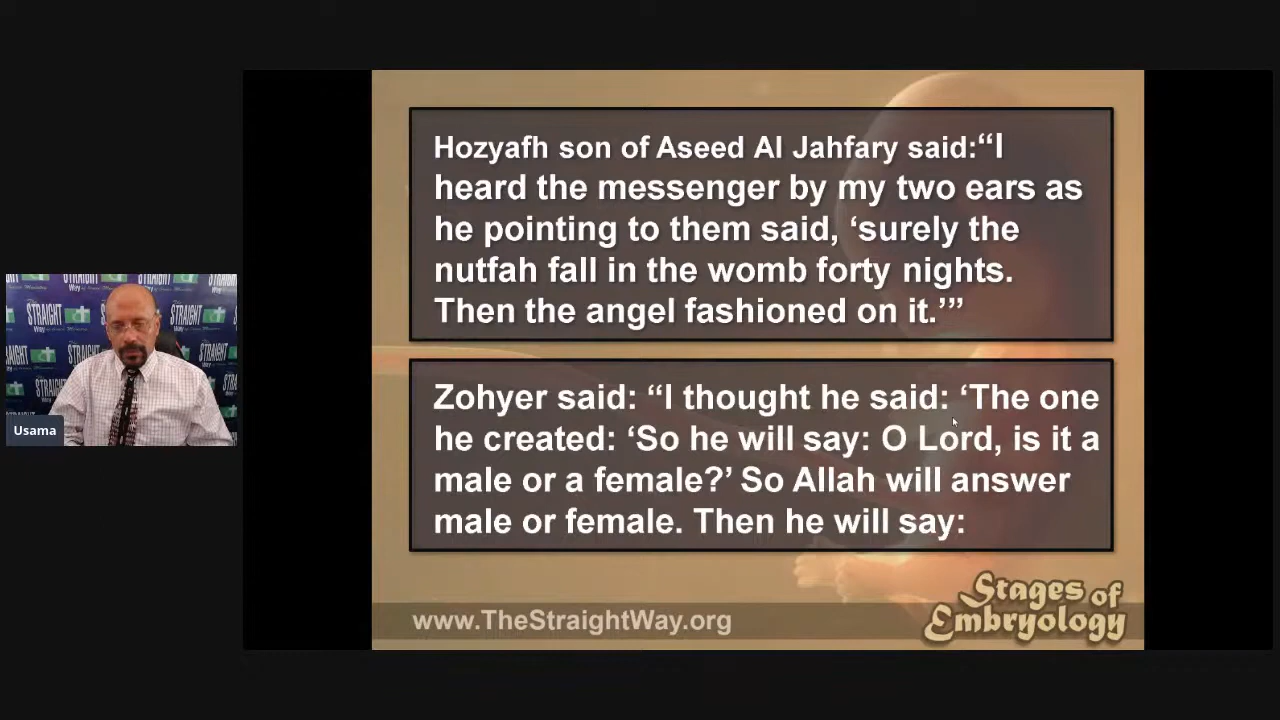 Hozyafh son of Aseed Al Jahfary said:“I
heard the messenger by my two ears as
he pointing to them said, ‘surely the
nutfah fall in the womb forty nights.
Then the angel fashioned on it.’”
Zohyer said: “I thought he said: ‘The one
he created: ‘So he will say: O Lord, is it a
male or a female?’ So Allah will answer
male or female. Then he will say:
www.TheStraightWay.org
Stages of
Embryology
STRAIGHT
Way
Usama